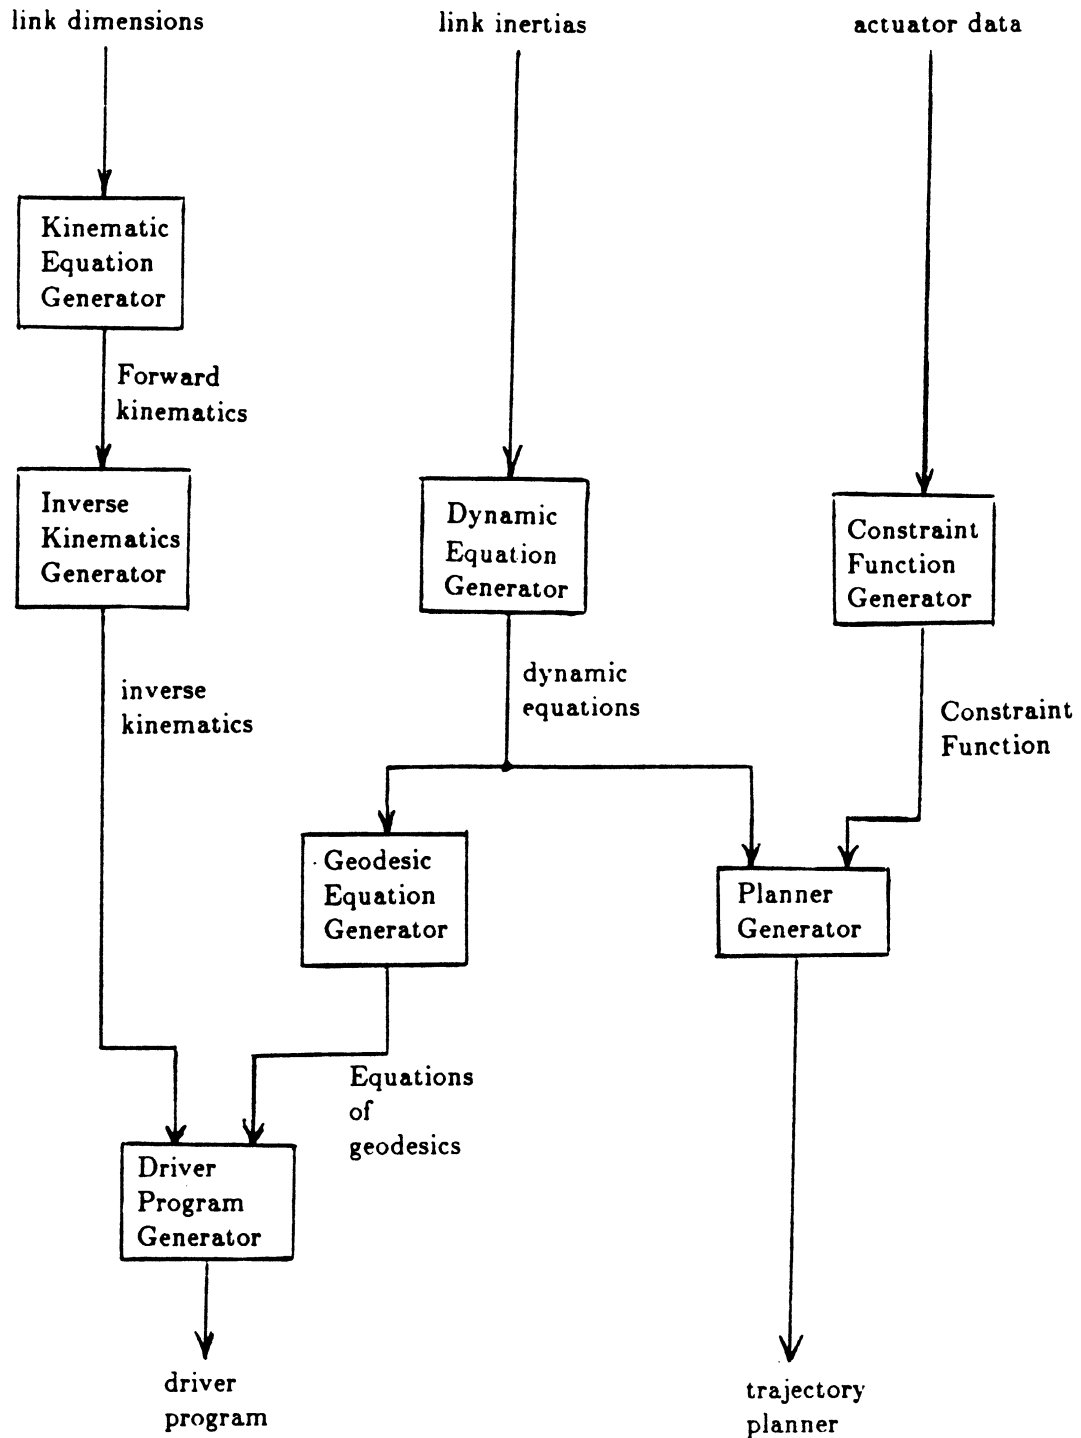 link dimensions
link inertias
actuator data
Kinematic
Equation
Generator
Forward
kinematics
Inverse
Kinematics
Generator
Dynamic
Equation
Generator
Constraint
Function
Generator
inverse
kinematics
dynamic
equations
Constraint
Function
Geodesic
Equation
Generator
Planner
Generator
Equations
of
geodesics
Driver
Program
Generator
driver
program
trajectory
planner